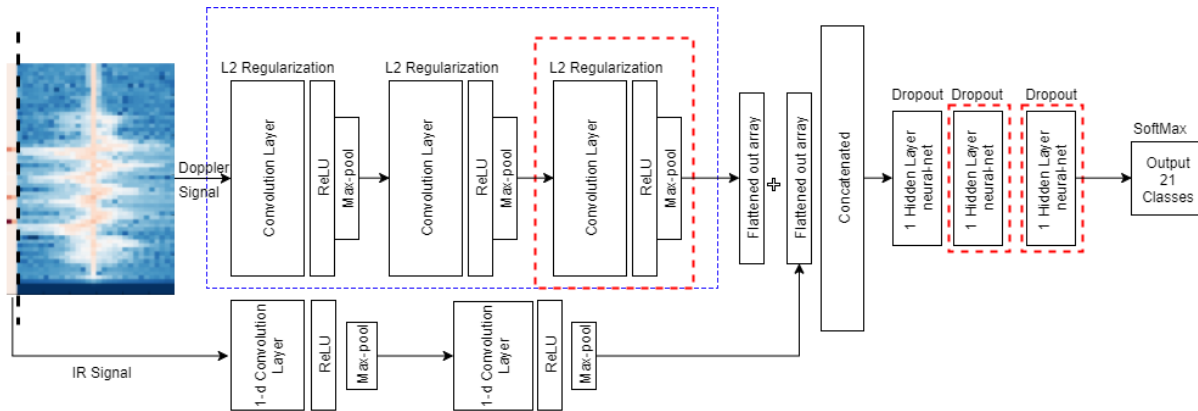 L2 Regularization
L2 Regularization
L2 Regularization
Doppler
Signal
Convolution Layer
ReLU
Max-pool
Convolution Layer
ReLU
Max-pool
Convolution Layer
ReLU
Max-pool
Flattened out array
Flattened out array
Concatenated
Dropout
Dropout
Dropout
1 Hidden Layer
neural-net
1 Hidden Layer
neural-net
1 Hidden Layer
neural-net
SoftMax
Output
21
Classes
IR Signal
1-d Convolution
Layer
ReLU
Max-pool
1-d Convolution
Layer
ReLU
Max-pool